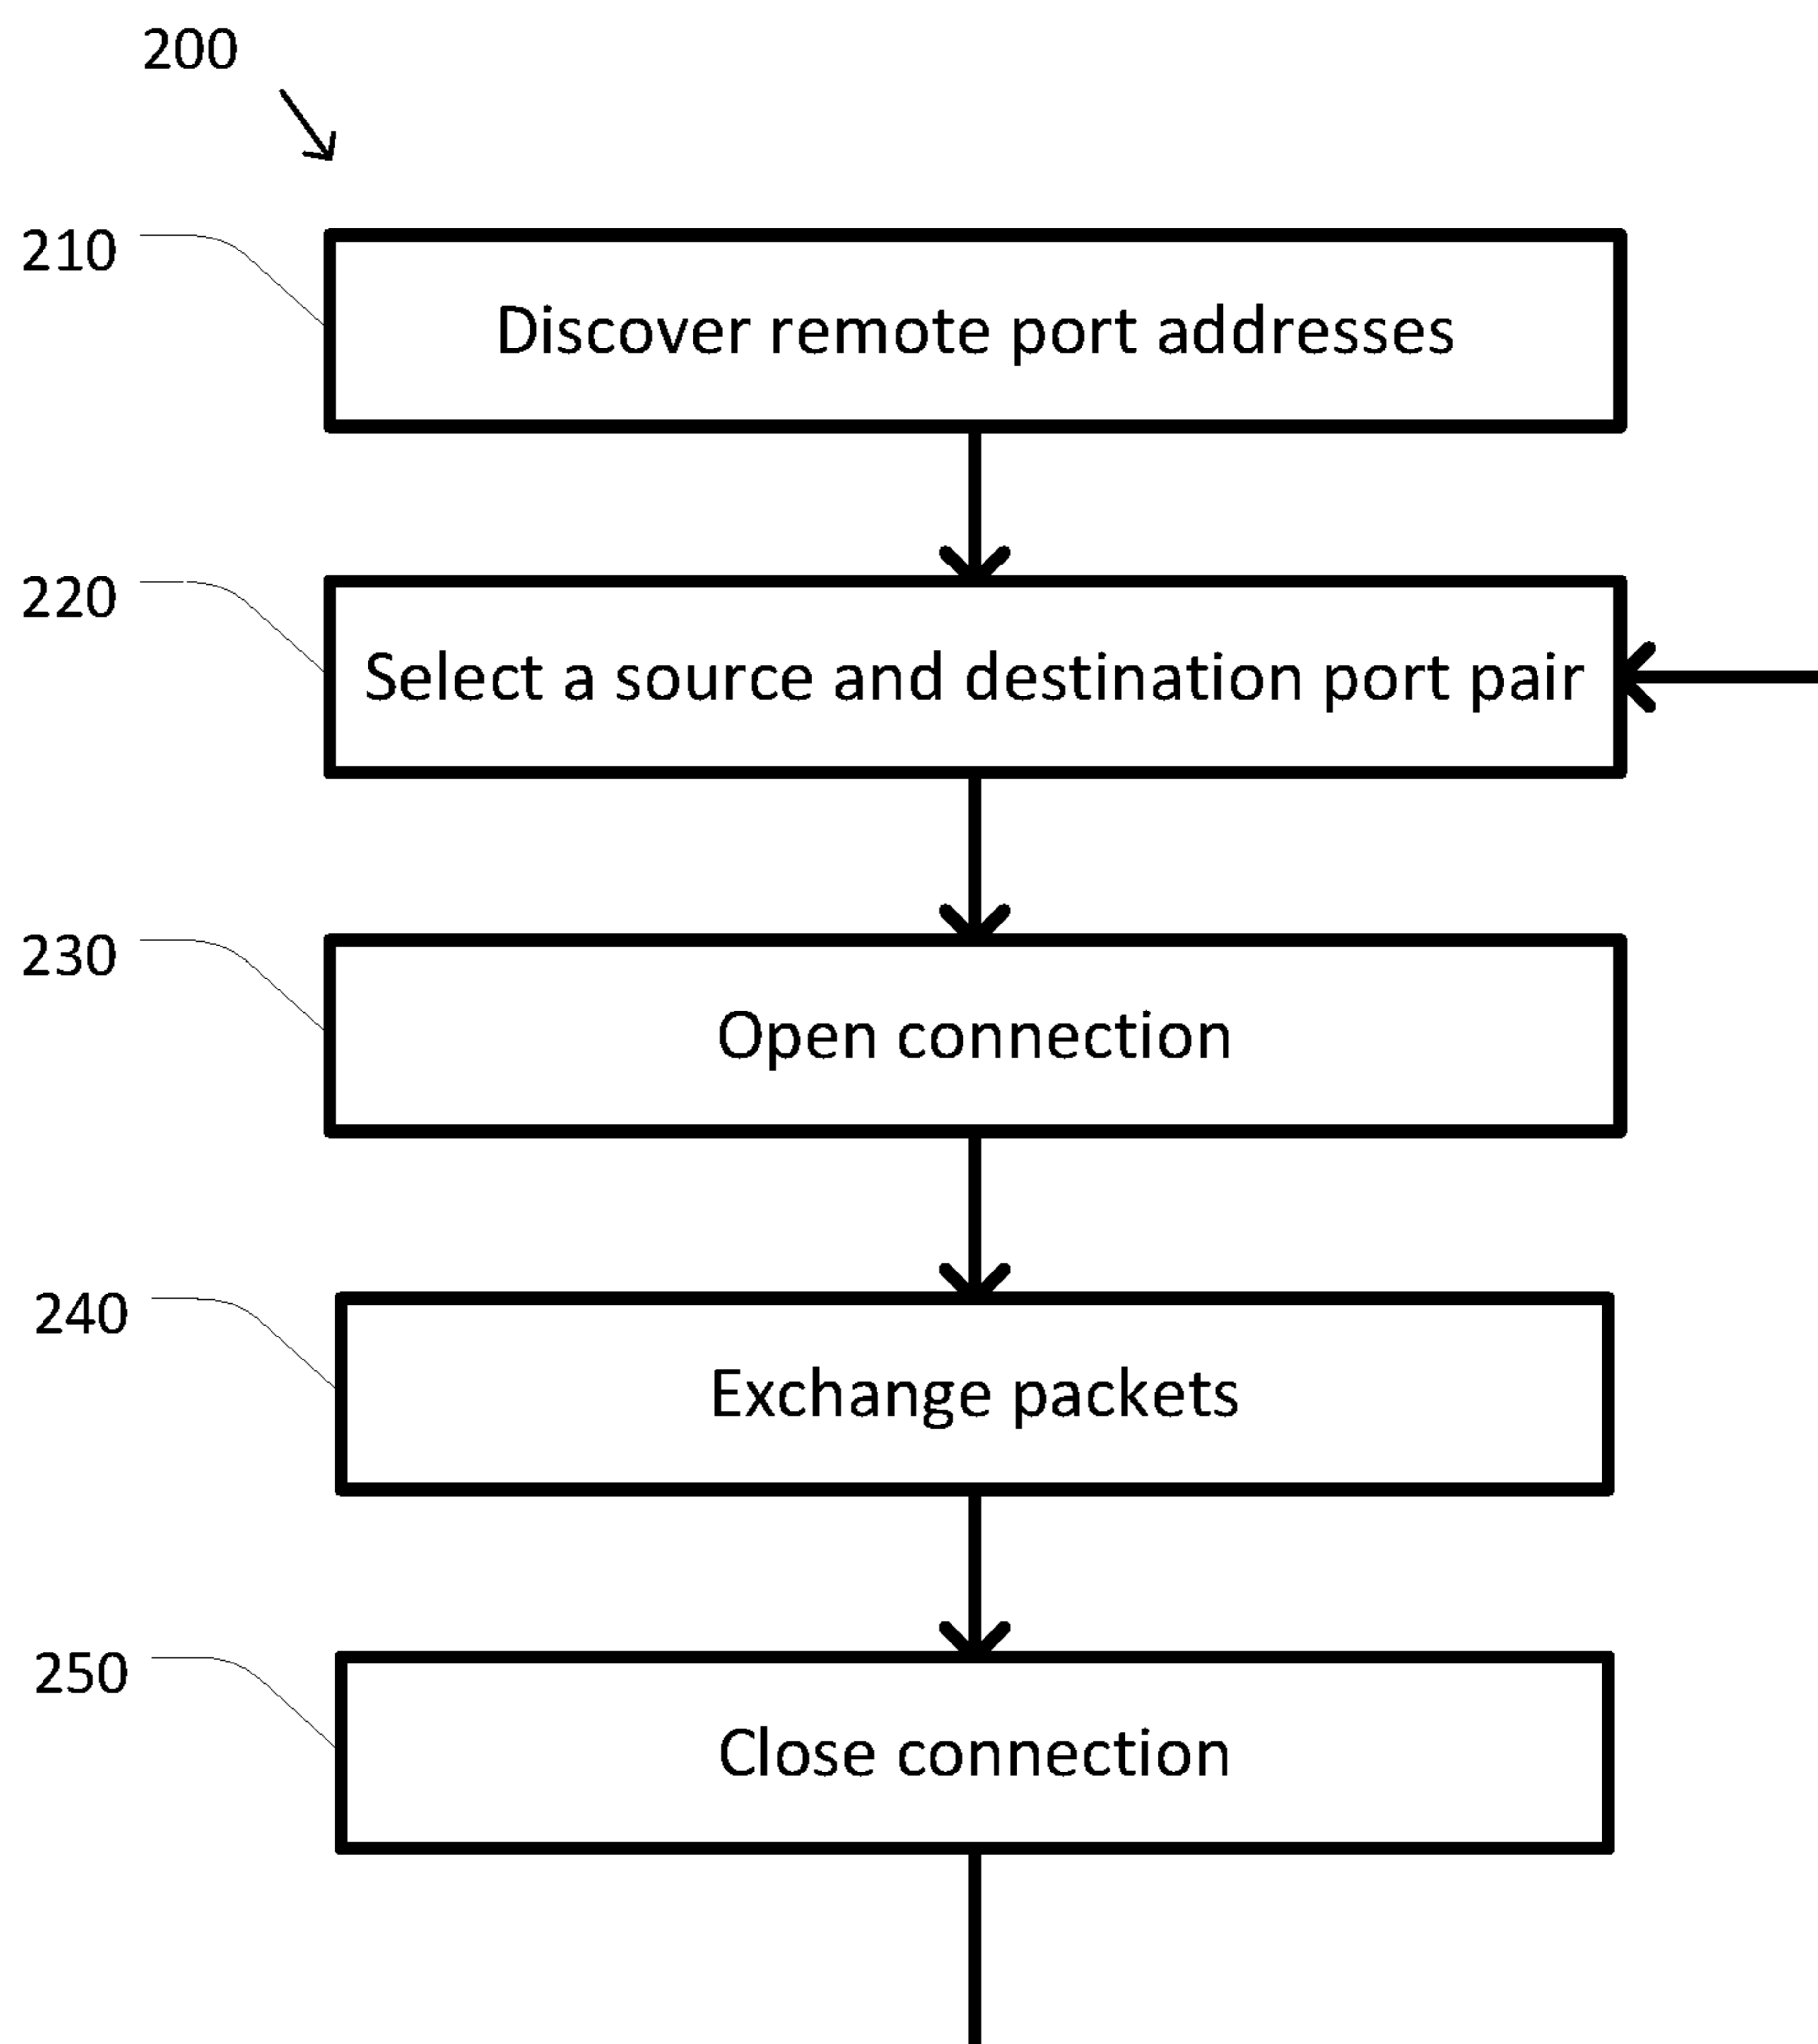 200
210
Discover remote port addresses
220
Select a source and destination port pair
230
Open connection
240
Exchange packets
250
Close connection